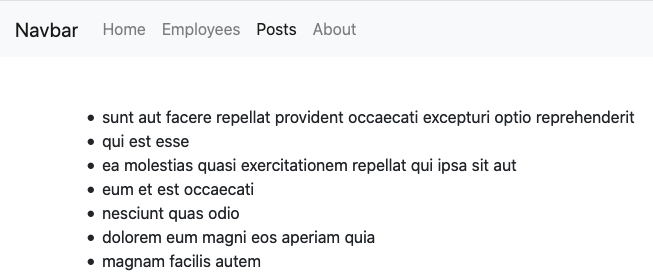 Navbar Home Employees Posts About
sunt aut facere repellat provident occaecati excepturi optio reprehenderit
qui est esse
ea molestias quasi exercitationem repellat qui ipsa sit aut
eum et est occaecati
nesciunt quas odio
dolorem eum magni eos aperiam quia
magnam facilis autem